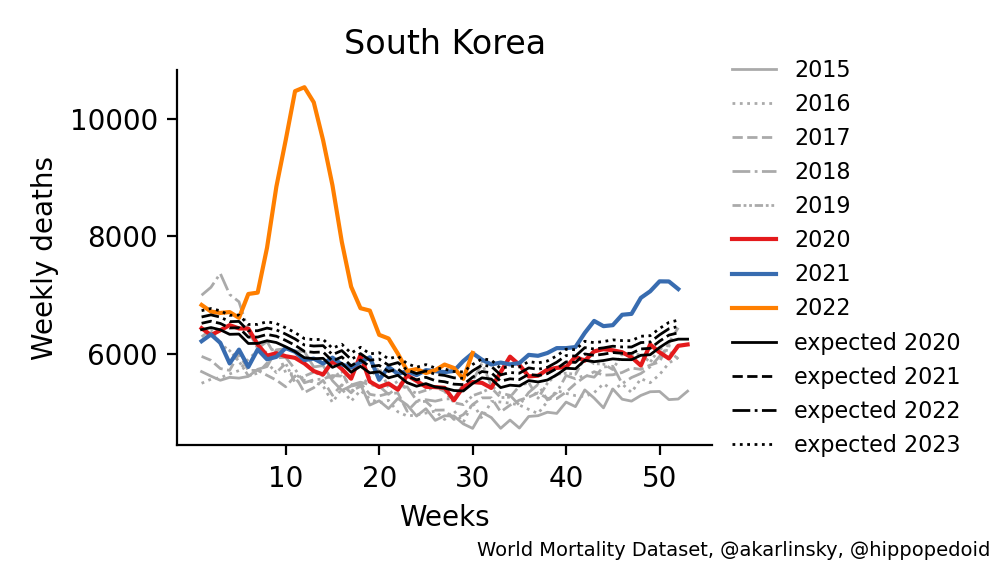 South Korea
Weekly deaths
10000
8000
6000
10 20 30 40 50
Weeks
2015
2016
2017
2018
2019
2020
2021
2022
expected 2020
expected 2021
expected 2022
expected 2023
World Mortality Dataset, @akarlinsky, @hippopedoid